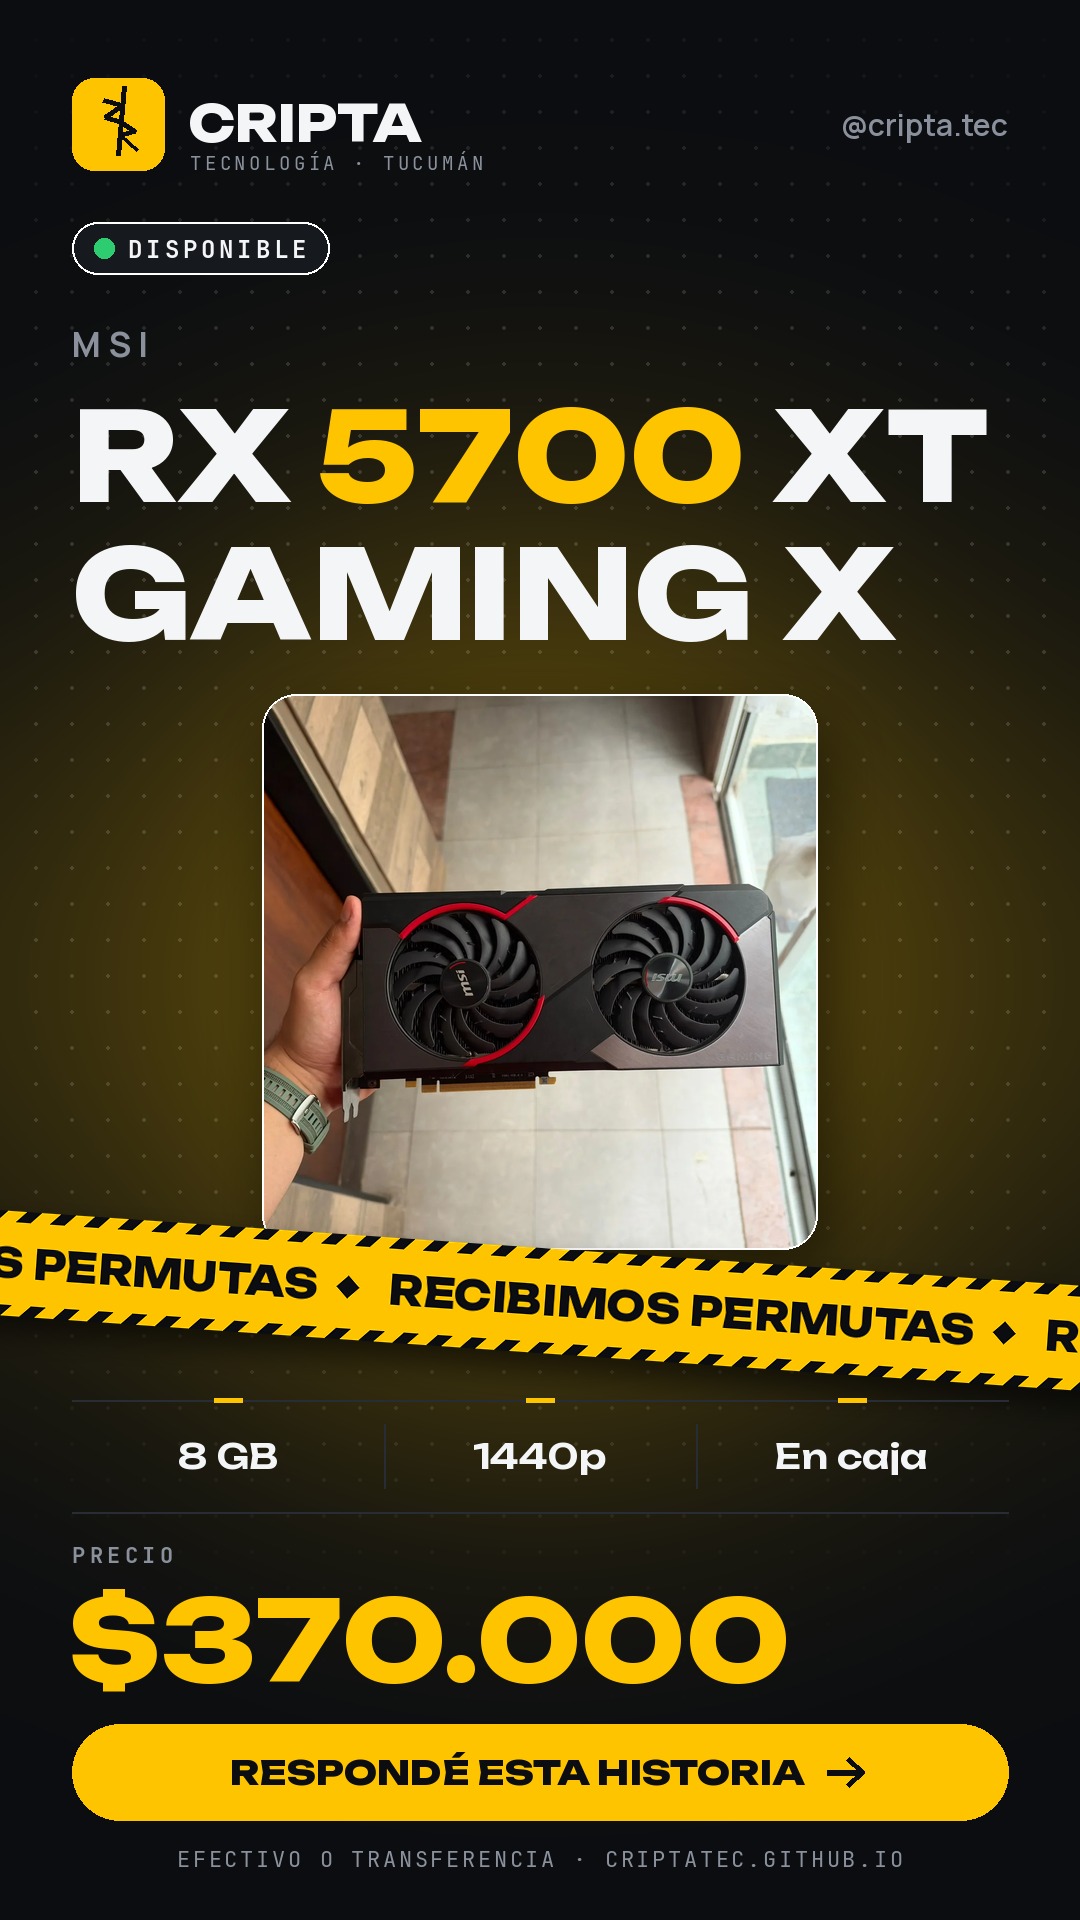 CRIPTA
TECNOLOGÍA · TUCUMÁN
@cripta.tec
DISPONIBLE
MSI
RX 5700 XT
GAMING X
msi
msi
S PERMUTAS ◆ RECIBIMOS PERMUTAS ◆ R
8 GB
1440p
En caja
PRECIO
$370.000
RESPONDÉ ESTA HISTORIA →
EFECTIVO O TRANSFERENCIA · CRIPTATEC.GITHUB.IO